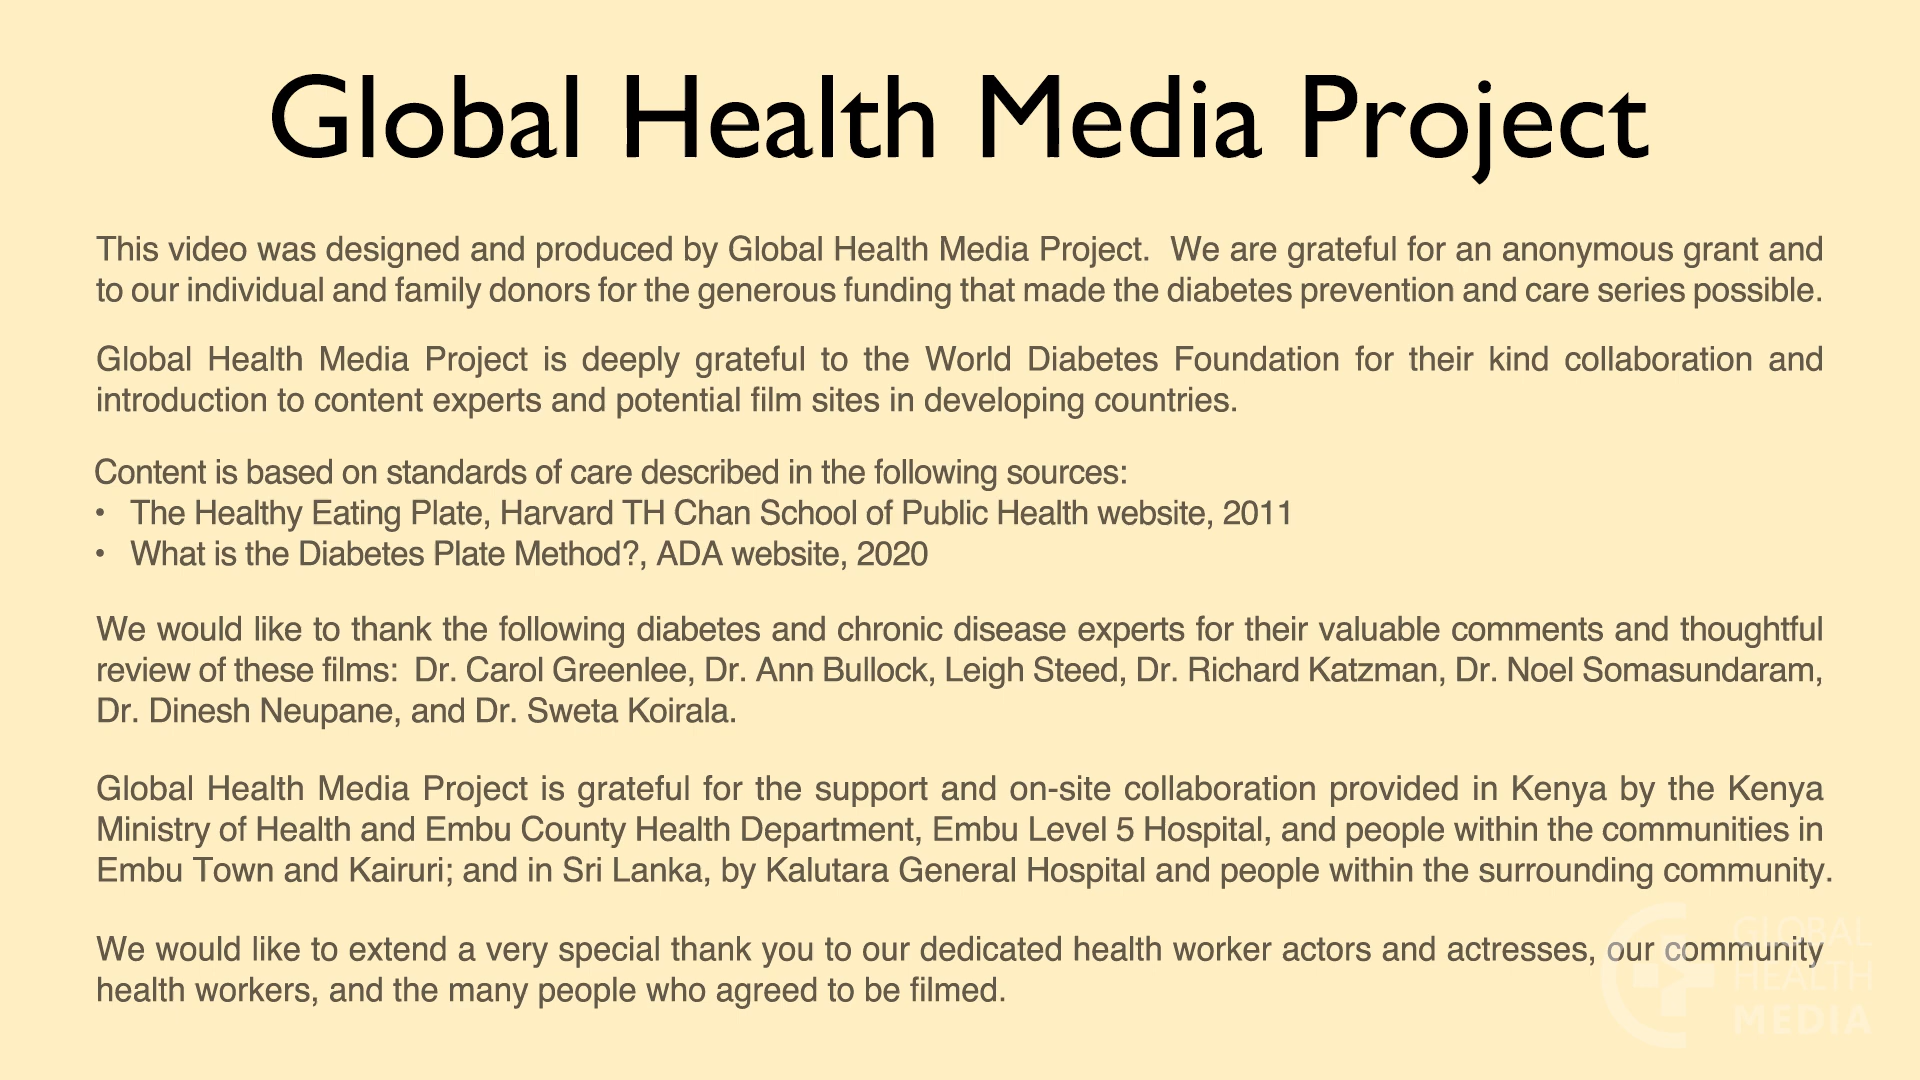 Global Health Media Project
This video was designed and produced by Global Health Media Project.  We are grateful for an anonymous grant and
to our individual and family donors for the generous funding that made the diabetes prevention and care series possible.
Global Health Media Project is deeply grateful to the World Diabetes Foundation for their kind collaboration and
introduction to content experts and potential film sites in developing countries.
Content is based on standards of care described in the following sources:
• The Healthy Eating Plate, Harvard TH Chan School of Public Health website, 2011
• What is the Diabetes Plate Method?, ADA website, 2020
We would like to thank the following diabetes and chronic disease experts for their valuable comments and thoughtful
review of these films:  Dr. Carol Greenlee, Dr. Ann Bullock, Leigh Steed, Dr. Richard Katzman, Dr. Noel Somasundaram,
Dr. Dinesh Neupane, and Dr. Sweta Koirala.
Global Health Media Project is grateful for the support and on-site collaboration provided in Kenya by the Kenya
Ministry of Health and Embu County Health Department, Embu Level 5 Hospital, and people within the communities in
Embu Town and Kairuri; and in Sri Lanka, by Kalutara General Hospital and people within the surrounding community.
We would like to extend a very special thank you to our dedicated health worker actors and actresses, our community
health workers, and the many people who agreed to be filmed.
GLOBAL
HEALTH
MEDIA